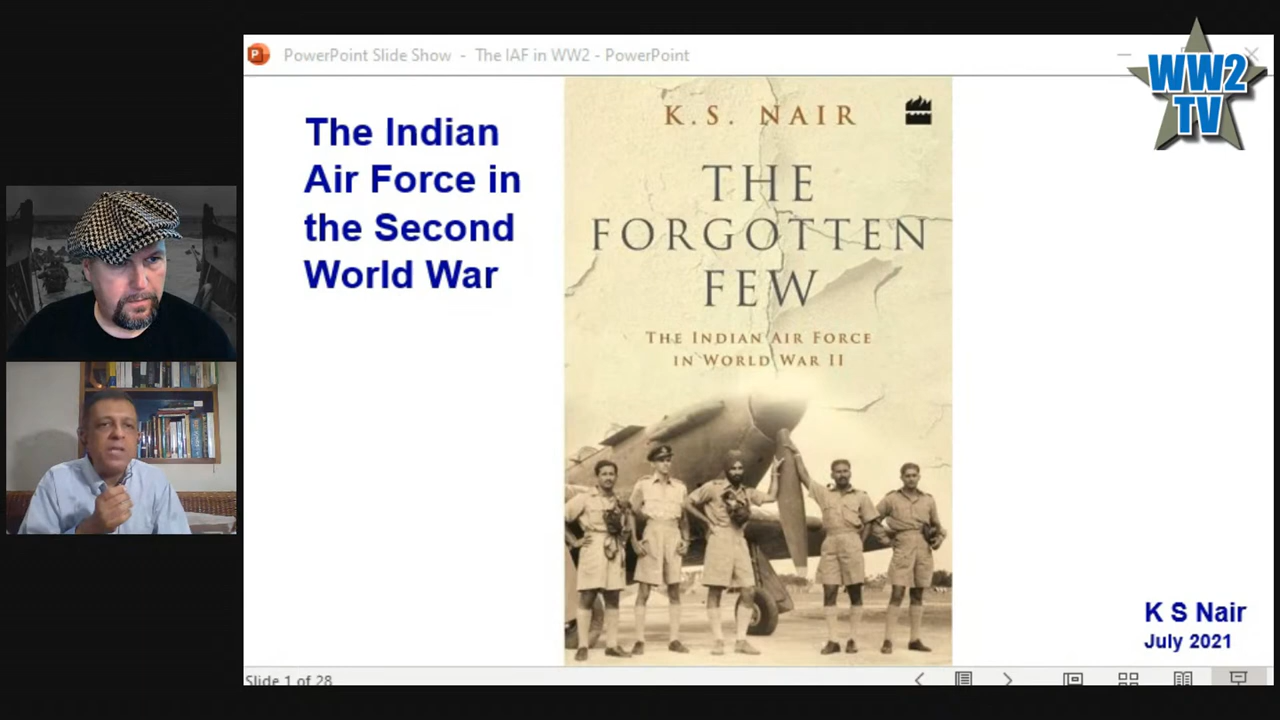 PowerPoint Slide Show - The IAF in WW2 - PowerPoint
WW2
TV
The Indian
Air Force in
the Second
World War
K.S. NAIR
THE
FORGOTTEN
FEW
THE INDIAN AIR FORCE
IN WORLD WAR II
K S Nair
July 2021
Slide 1 of 28